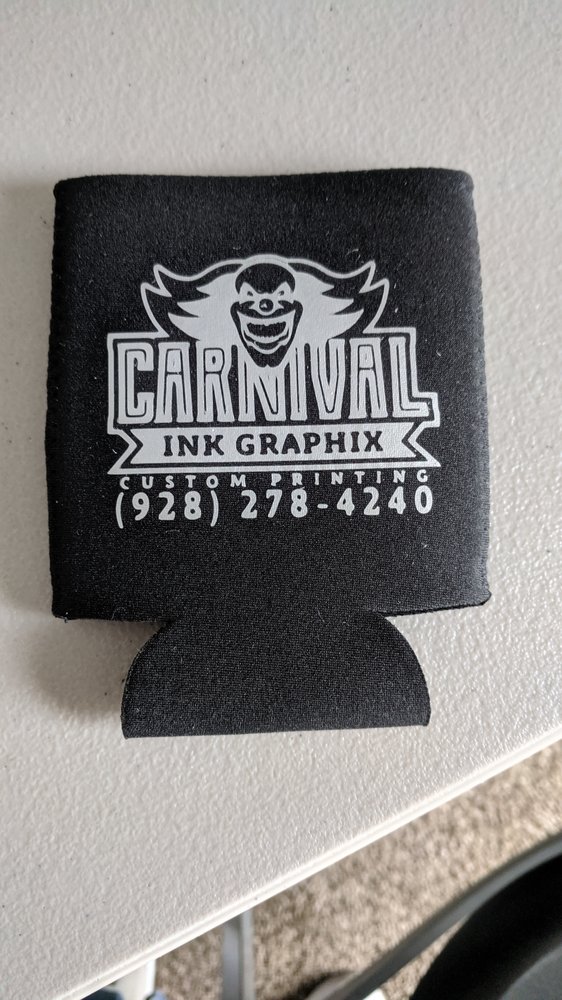 CARNIVAL
INK GRAPHIX
CUSTOM PRINTING
(928) 278-4240